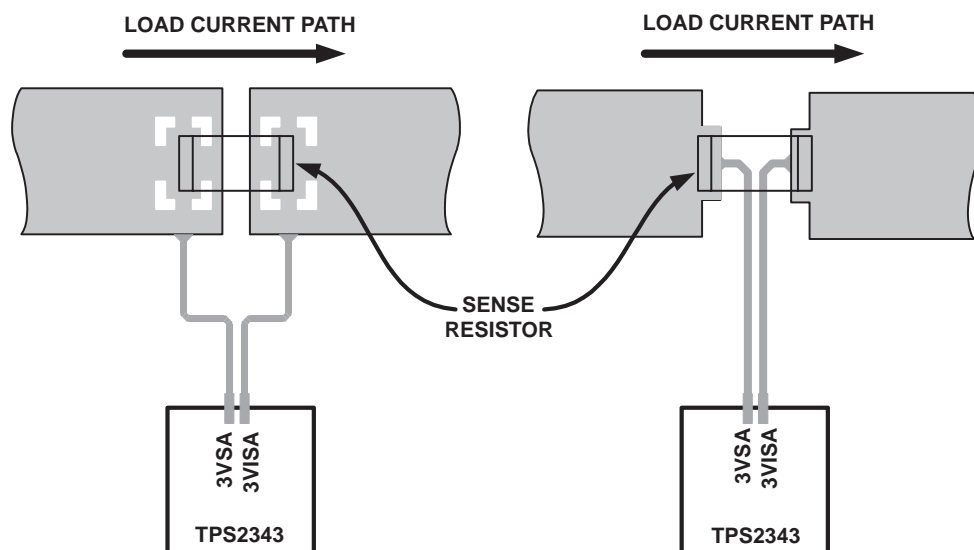 LOAD CURRENT PATH
LOAD CURRENT PATH
SENSE
RESISTOR
3VSA
3VISA
TPS2343
3VSA
3VISA
TPS2343